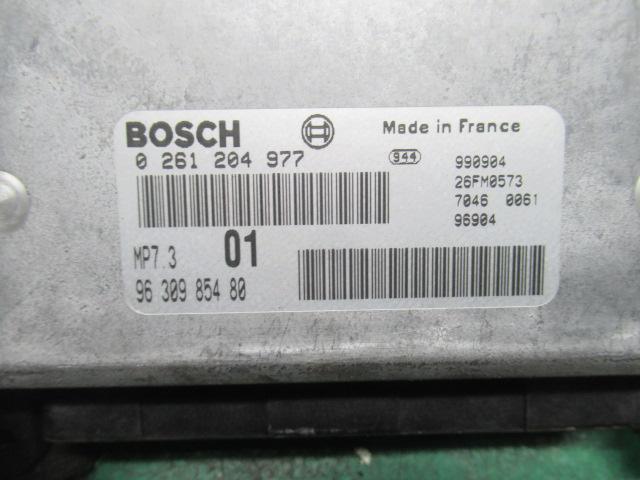 BOSCH Made in France
0 261 204 977 944 990904
26FM0573
7046 0061
96904
MP7.3 01
96 309 854 80